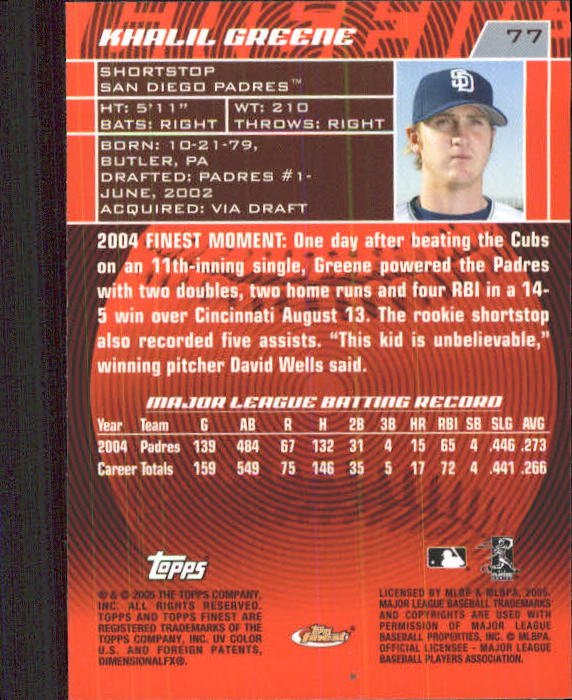 KHALIL GREENE
77
SHORTSTOP
SAN DIEGO PADRES™
HT: 5'11" WT: 210
BATS: RIGHT THROWS: RIGHT
BORN: 10-21-79,
BUTLER, PA
DRAFTED: PADRES #1-
JUNE, 2002
ACQUIRED: VIA DRAFT
SD
2004 FINEST MOMENT: One day after beating the Cubs
on an 11th-inning single, Greene powered the Padres
with two doubles, two home runs and four RBI in a 14-
5 win over Cincinnati August 13. The rookie shortstop
also recorded five assists. "This kid is unbelievable,"
winning pitcher David Wells said.
MAJOR LEAGUE BATTING RECORD
Year Team G AB R H 2B 3B HR RBI SB SLG AVG
2004 Padres 139 484 67 132 31 4 15 65 4 .446 .273
Career Totals 159 549 75 146 35 5 17 72 4 .441 .266
Topps
® & © 2005 THE TOPPS COMPANY,
INC. ALL RIGHTS RESERVED.
TOPPS AND TOPPS FINEST ARE
REGISTERED TRADEMARKS OF THE
TOPPS COMPANY, INC. UV COLOR
U.S. AND FOREIGN PATENTS,
DIMENSIONALFX®.
Topps Finest
LICENSED BY MLBP & MLBPA, 2005.
MAJOR LEAGUE BASEBALL TRADEMARKS
AND COPYRIGHTS ARE USED WITH
PERMISSION OF MAJOR LEAGUE
BASEBALL PROPERTIES, INC. © MLBPA.
OFFICIAL LICENSEE - MAJOR LEAGUE
BASEBALL PLAYERS ASSOCIATION.